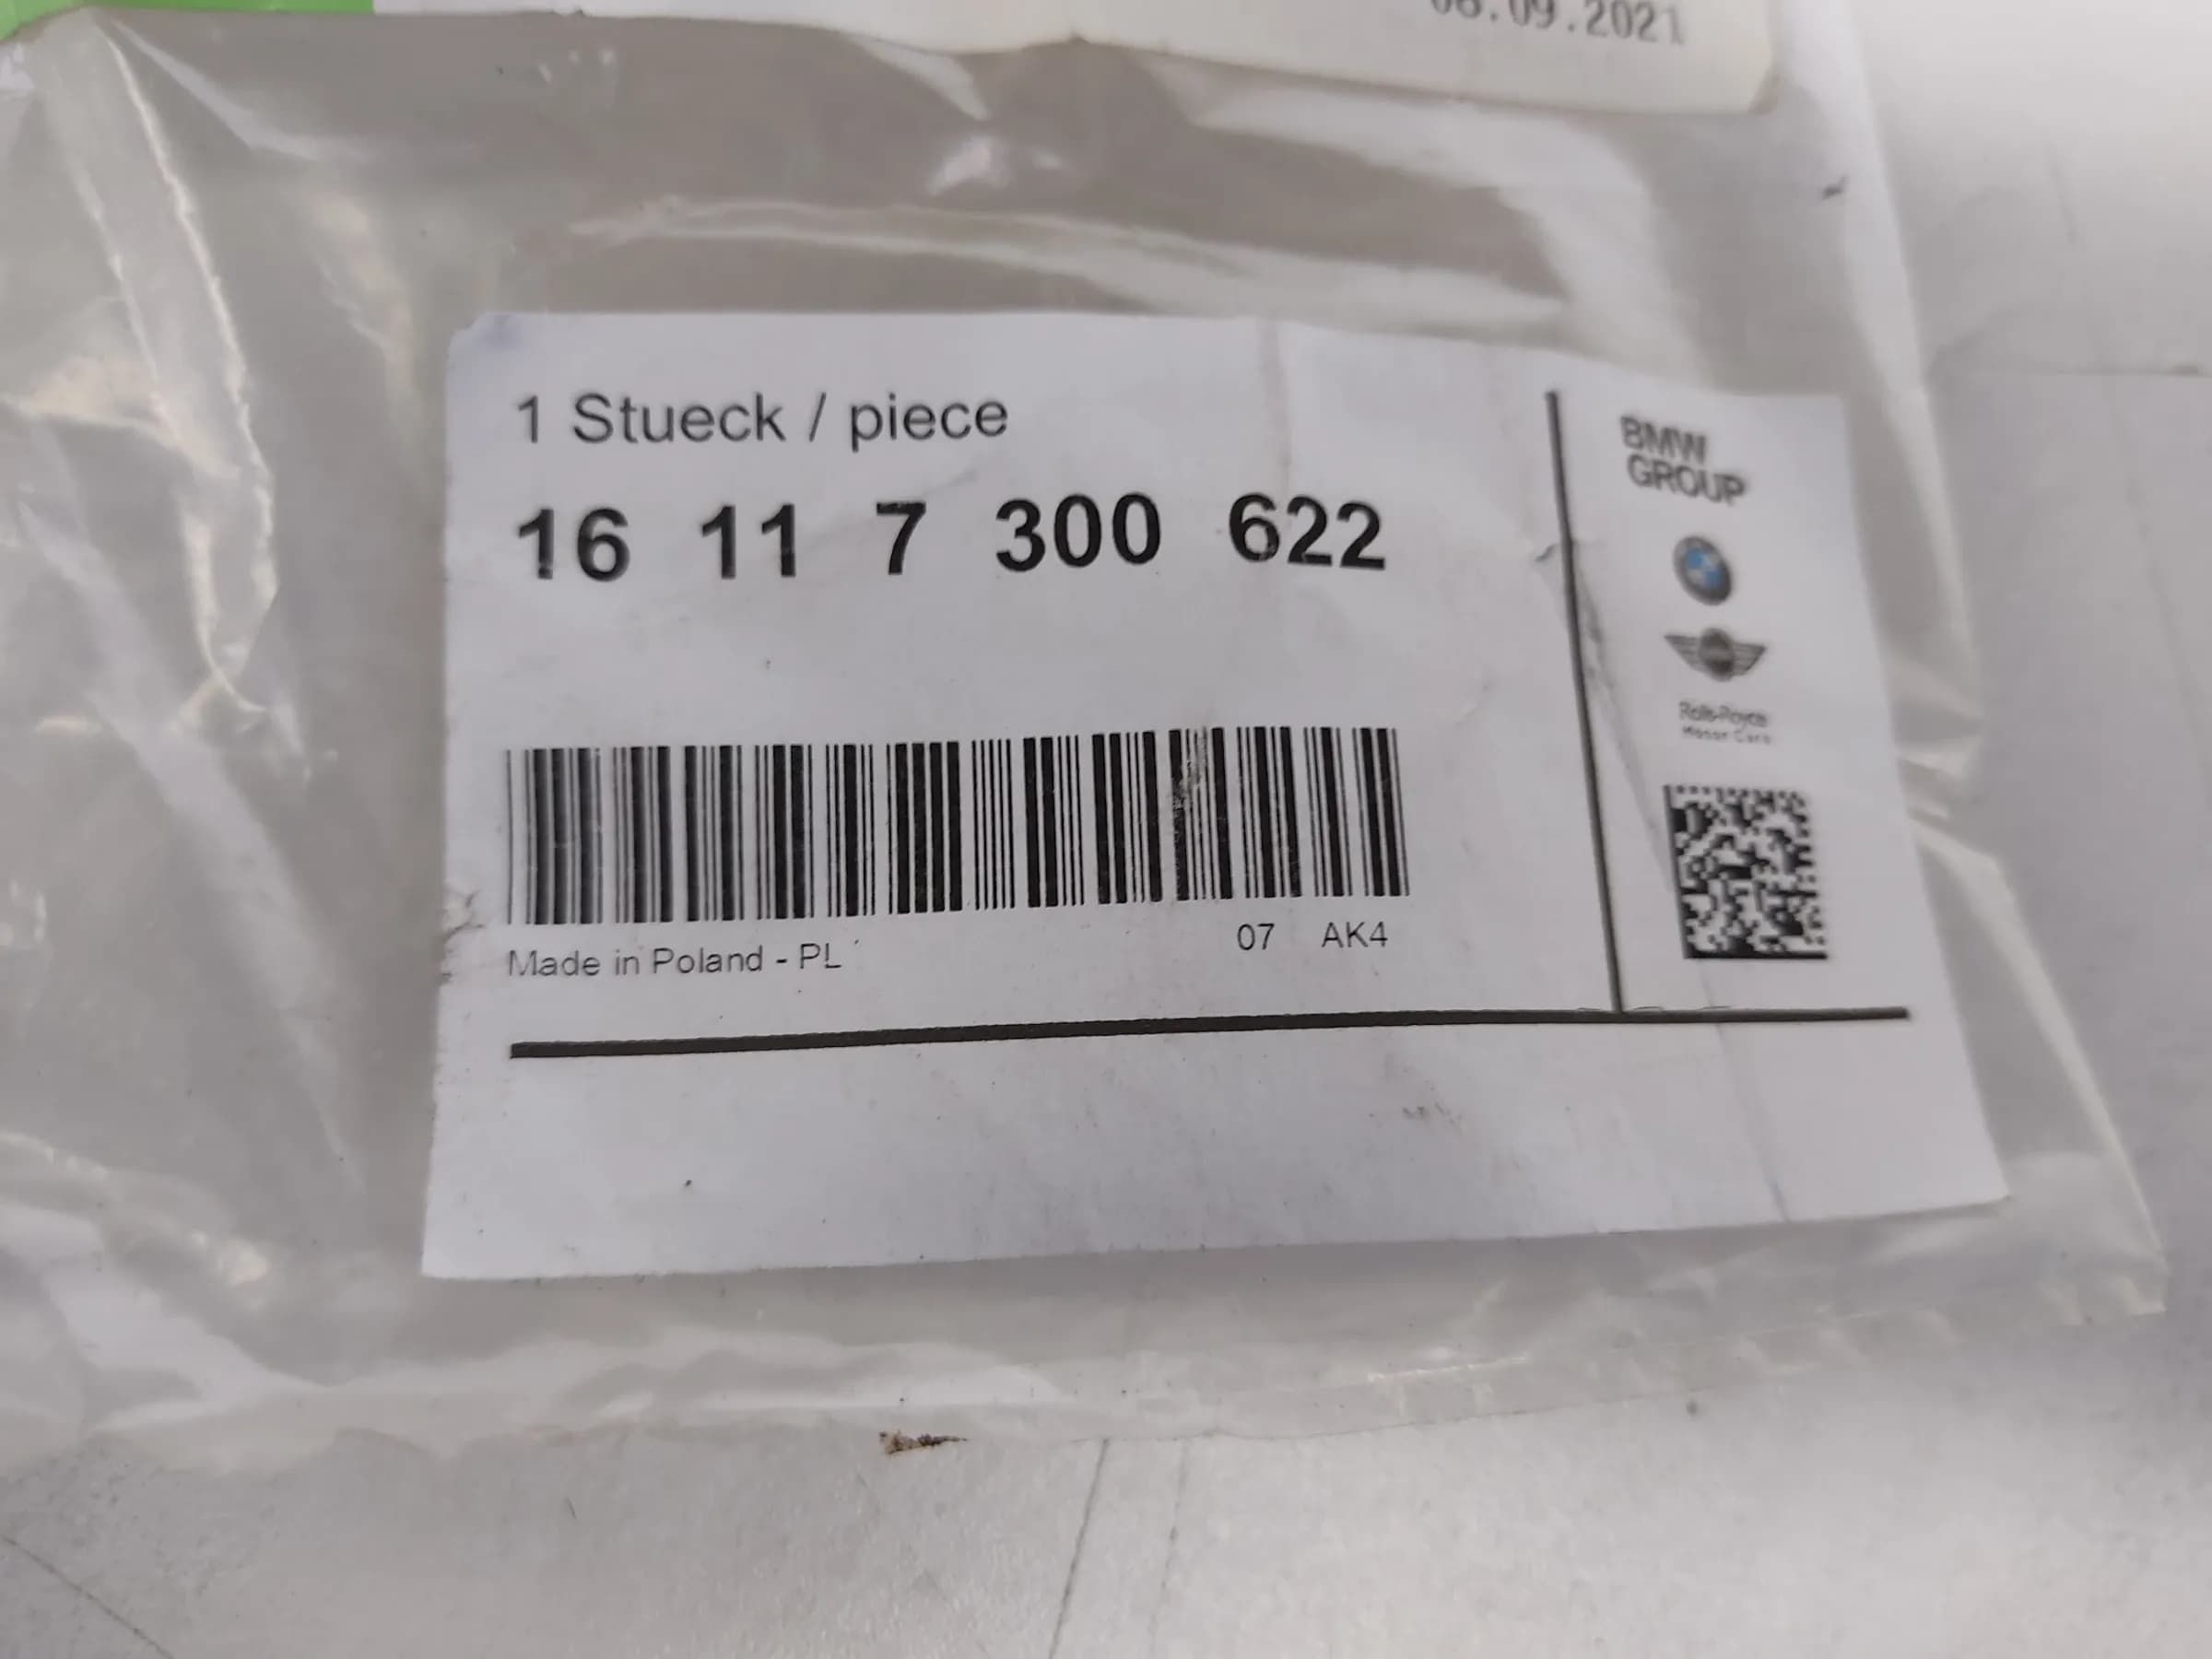 .09.2021
1 Stueck / piece
16 11 7 300 622
Made in Poland - PL
07 AK4
BMW
GROUP
Rolls-Royce
Motor Cars